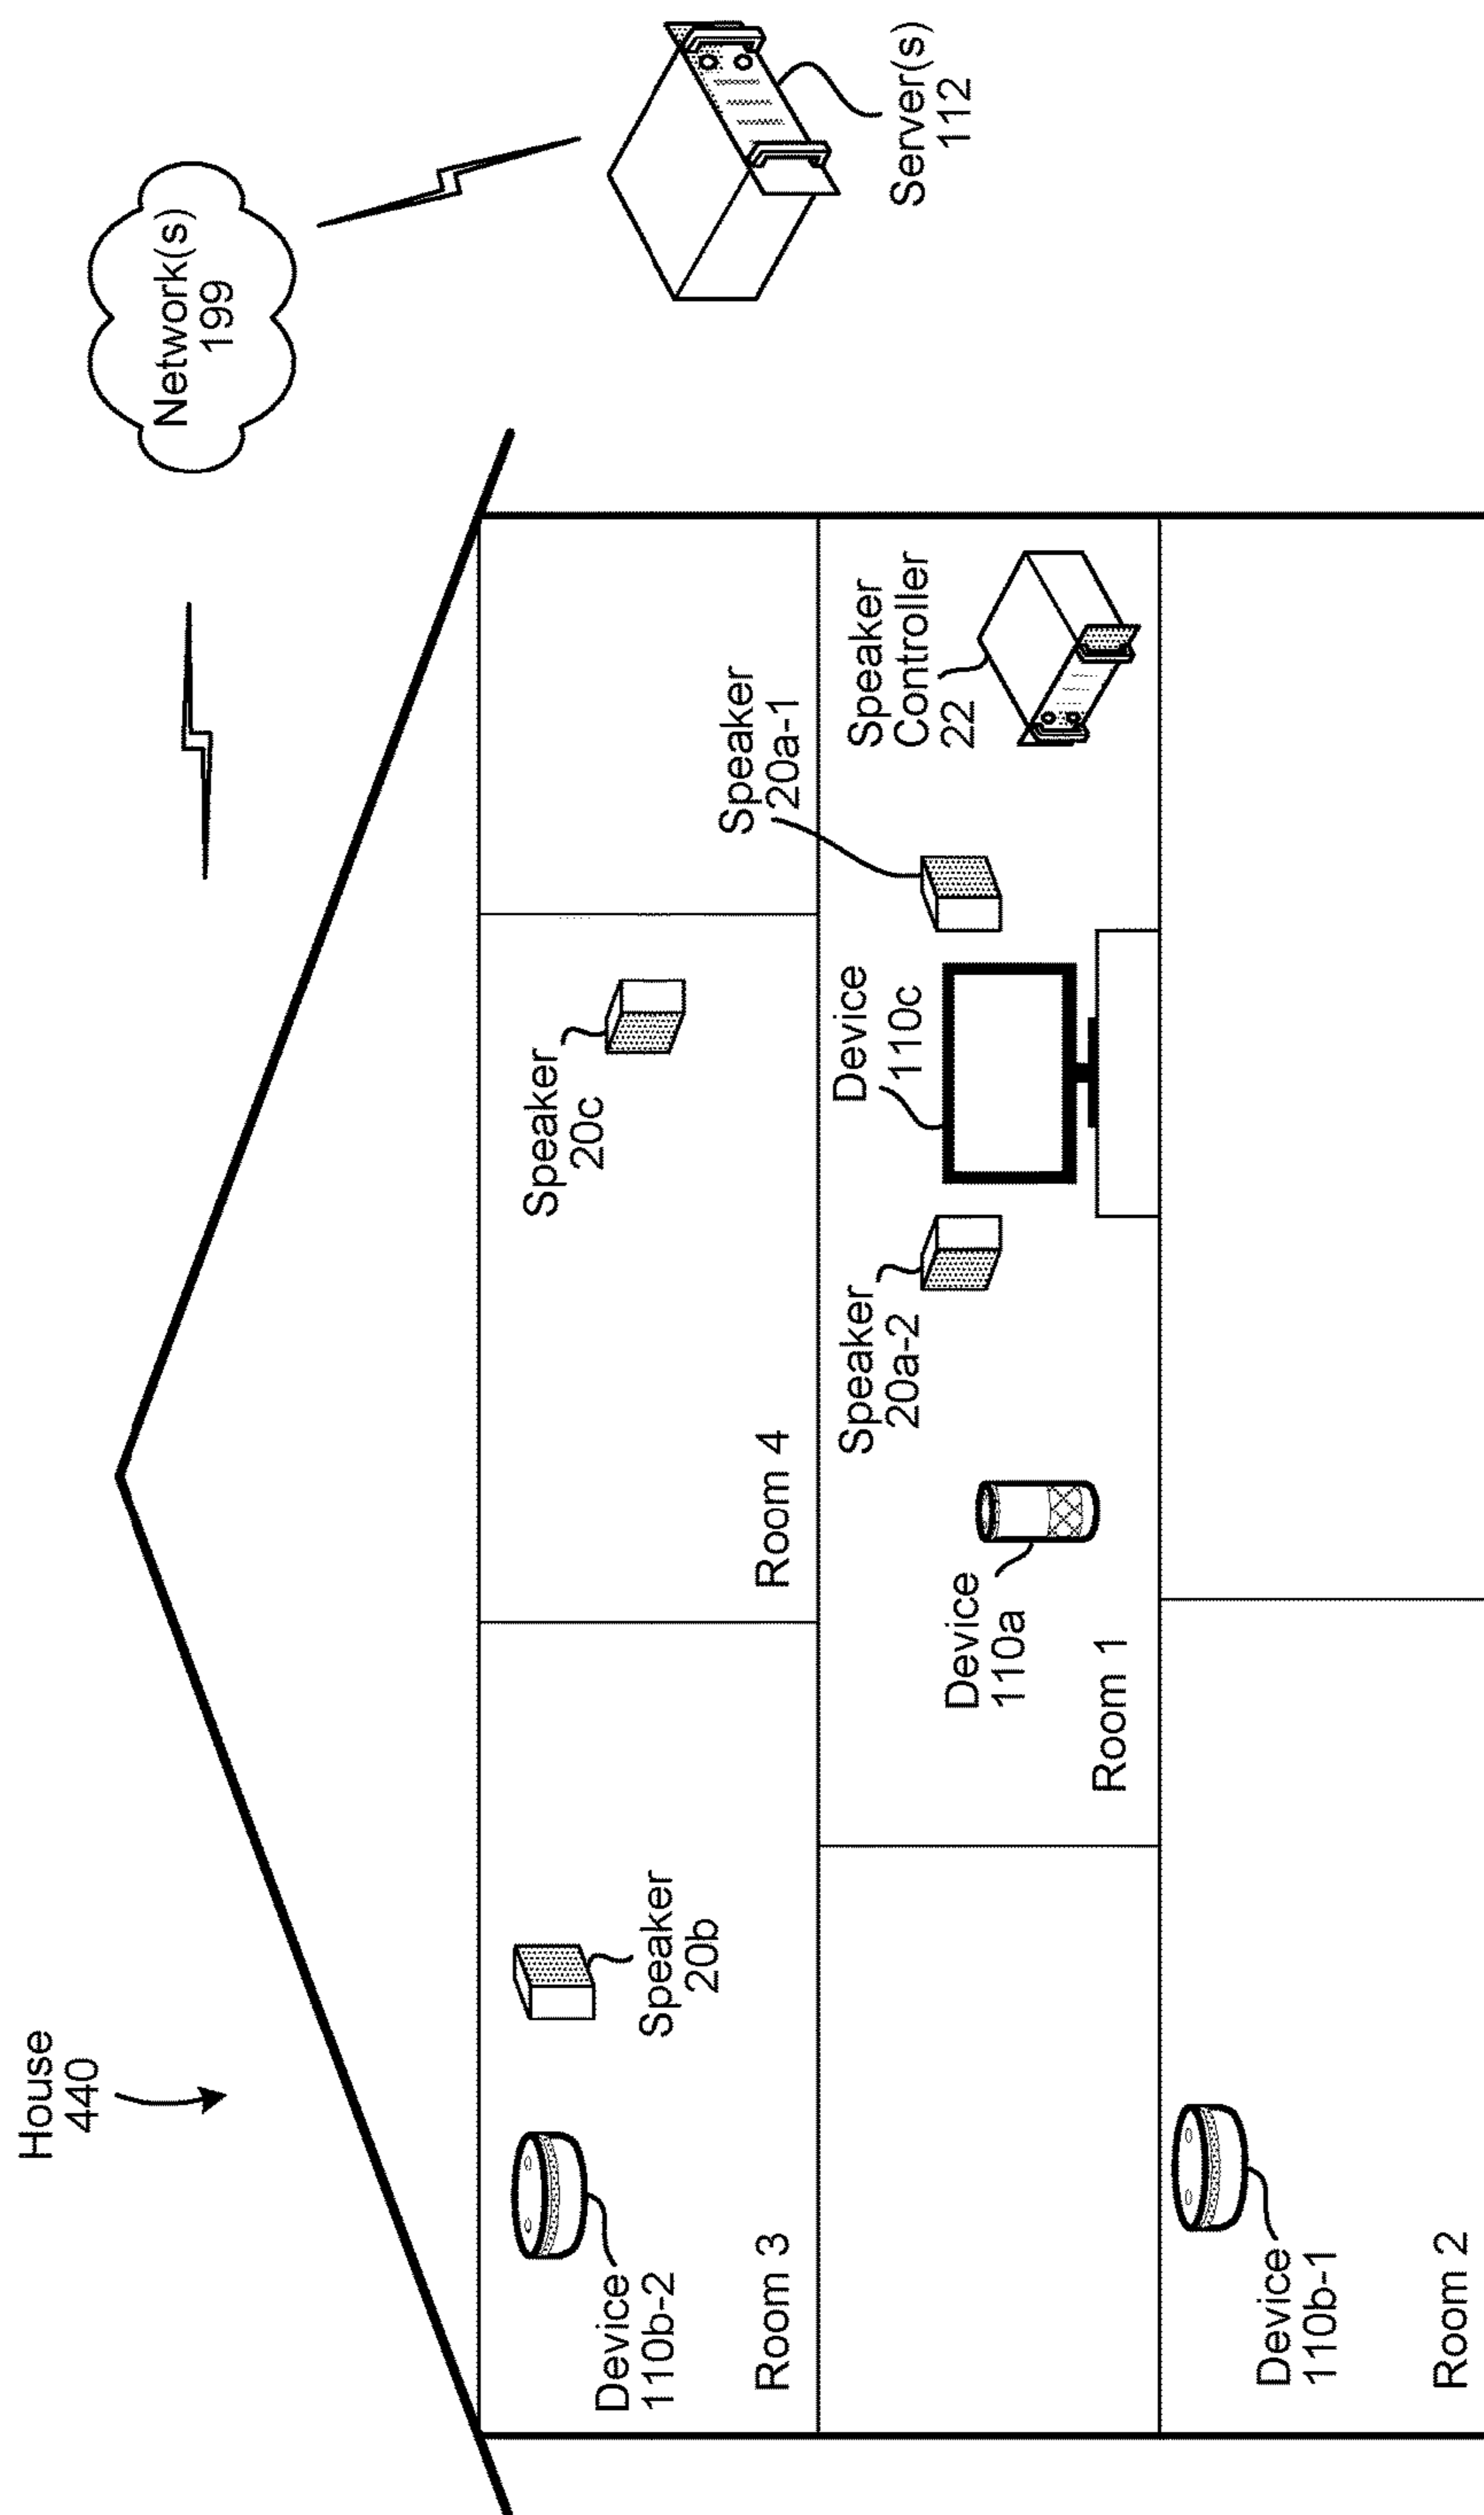 House
440
Network(s)
199
Server(s)
112
Device
110b-2
Speaker
20b
Room 3
Speaker
20c
Room 4
Speaker
20a-1
Speaker
Controller
22
Device
110c
Speaker
20a-2
Device
110a
Room 1
Device
110b-1
Room 2